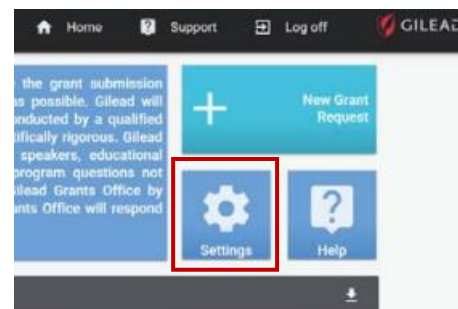 Home
Support
Log off
GILEAD
the grant submission
as possible, Gilead will
onducted by a qualified
tifically rigorous. Gilead
speakers, educational
program questions not
Gilead Grants Office by
ants Office will respond
New Grant
Request
Settings
Help